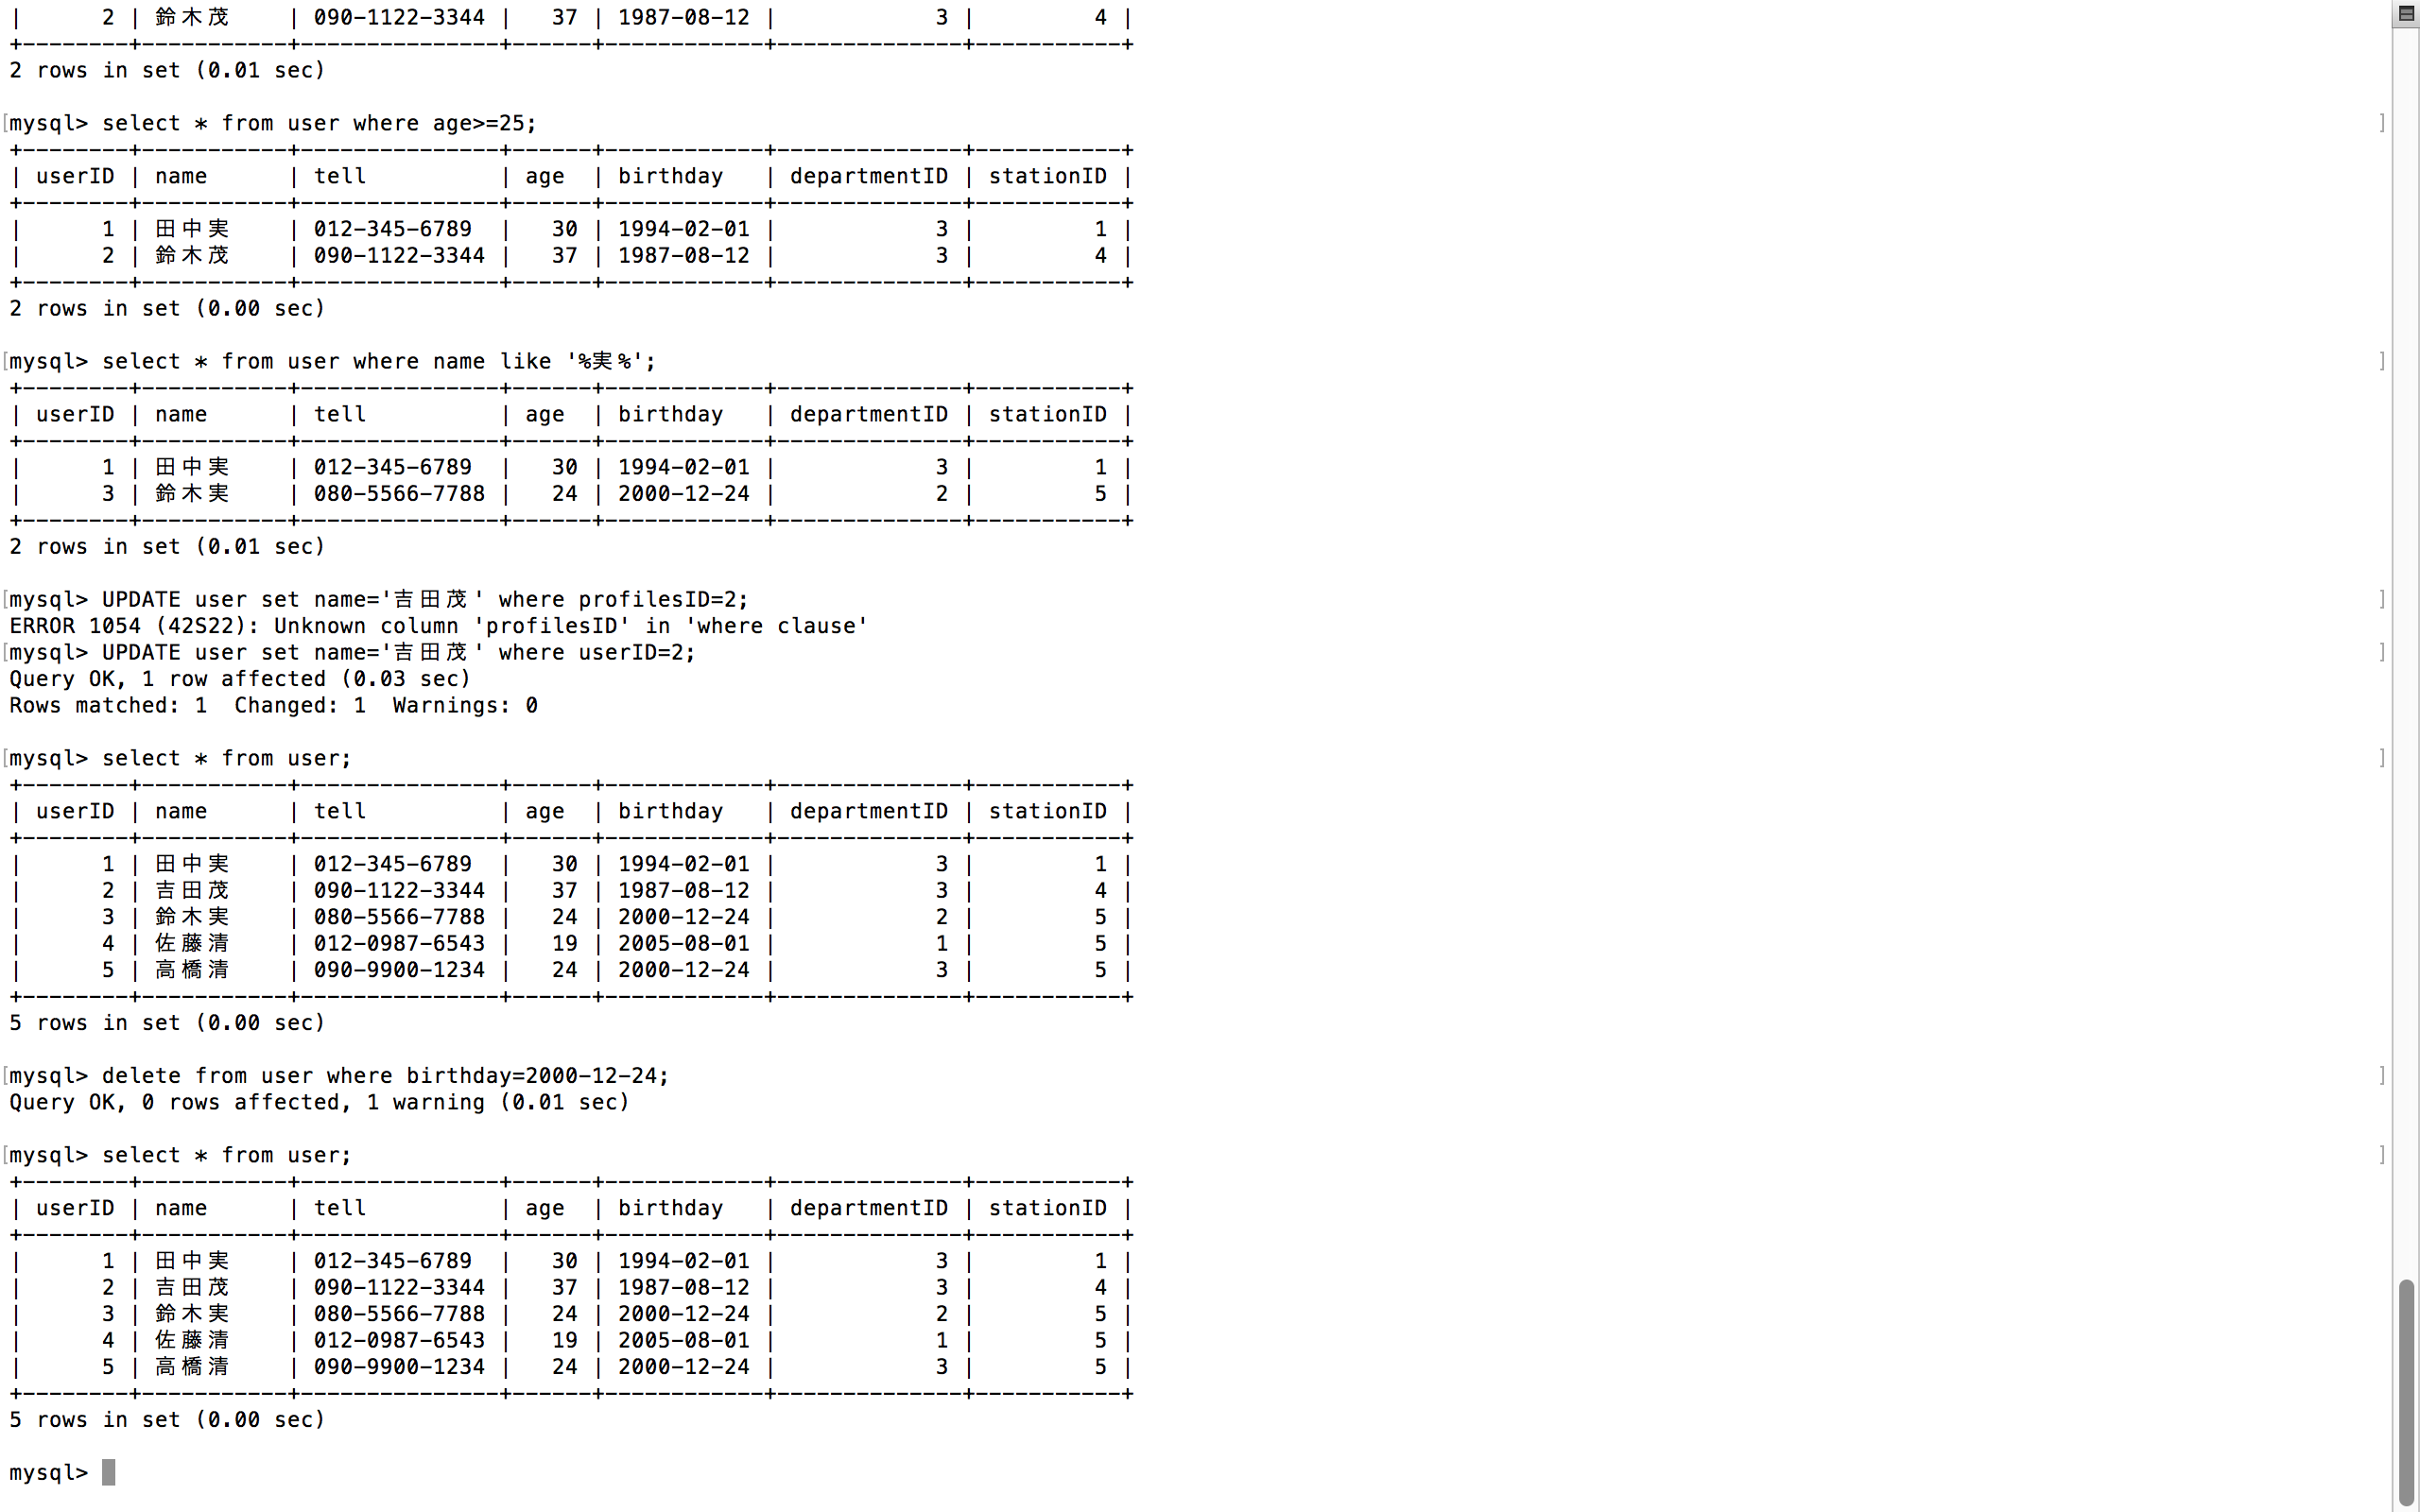 |      2 | 鈴木茂    | 090-1122-3344 |   37 | 1987-08-12 |            3 |         4 |
+--------+-----------+---------------+------+------------+--------------+-----------+
2 rows in set (0.01 sec)
[mysql> select * from user where age>=25; ]
+--------+-----------+---------------+------+------------+--------------+-----------+
| userID | name      | tell          | age  | birthday   | departmentID | stationID |
+--------+-----------+---------------+------+------------+--------------+-----------+
|      1 | 田中実    | 012-345-6789  |   30 | 1994-02-01 |            3 |         1 |
|      2 | 鈴木茂    | 090-1122-3344 |   37 | 1987-08-12 |            3 |         4 |
+--------+-----------+---------------+------+------------+--------------+-----------+
2 rows in set (0.00 sec)
[mysql> select * from user where name like '%実%'; ]
+--------+-----------+---------------+------+------------+--------------+-----------+
| userID | name      | tell          | age  | birthday   | departmentID | stationID |
+--------+-----------+---------------+------+------------+--------------+-----------+
|      1 | 田中実    | 012-345-6789  |   30 | 1994-02-01 |            3 |         1 |
|      3 | 鈴木実    | 080-5566-7788 |   24 | 2000-12-24 |            2 |         5 |
+--------+-----------+---------------+------+------------+--------------+-----------+
2 rows in set (0.01 sec)
[mysql> UPDATE user set name='吉田茂' where profilesID=2; ]
ERROR 1054 (42S22): Unknown column 'profilesID' in 'where clause'
[mysql> UPDATE user set name='吉田茂' where userID=2; ]
Query OK, 1 row affected (0.03 sec)
Rows matched: 1  Changed: 1  Warnings: 0
[mysql> select * from user; ]
+--------+-----------+---------------+------+------------+--------------+-----------+
| userID | name      | tell          | age  | birthday   | departmentID | stationID |
+--------+-----------+---------------+------+------------+--------------+-----------+
|      1 | 田中実    | 012-345-6789  |   30 | 1994-02-01 |            3 |         1 |
|      2 | 吉田茂    | 090-1122-3344 |   37 | 1987-08-12 |            3 |         4 |
|      3 | 鈴木実    | 080-5566-7788 |   24 | 2000-12-24 |            2 |         5 |
|      4 | 佐藤清    | 012-0987-6543 |   19 | 2005-08-01 |            1 |         5 |
|      5 | 高橋清    | 090-9900-1234 |   24 | 2000-12-24 |            3 |         5 |
+--------+-----------+---------------+------+------------+--------------+-----------+
5 rows in set (0.00 sec)
[mysql> delete from user where birthday=2000-12-24; ]
Query OK, 0 rows affected, 1 warning (0.01 sec)
[mysql> select * from user; ]
+--------+-----------+---------------+------+------------+--------------+-----------+
| userID | name      | tell          | age  | birthday   | departmentID | stationID |
+--------+-----------+---------------+------+------------+--------------+-----------+
|      1 | 田中実    | 012-345-6789  |   30 | 1994-02-01 |            3 |         1 |
|      2 | 吉田茂    | 090-1122-3344 |   37 | 1987-08-12 |            3 |         4 |
|      3 | 鈴木実    | 080-5566-7788 |   24 | 2000-12-24 |            2 |         5 |
|      4 | 佐藤清    | 012-0987-6543 |   19 | 2005-08-01 |            1 |         5 |
|      5 | 高橋清    | 090-9900-1234 |   24 | 2000-12-24 |            3 |         5 |
+--------+-----------+---------------+------+------------+--------------+-----------+
5 rows in set (0.00 sec)
mysql>